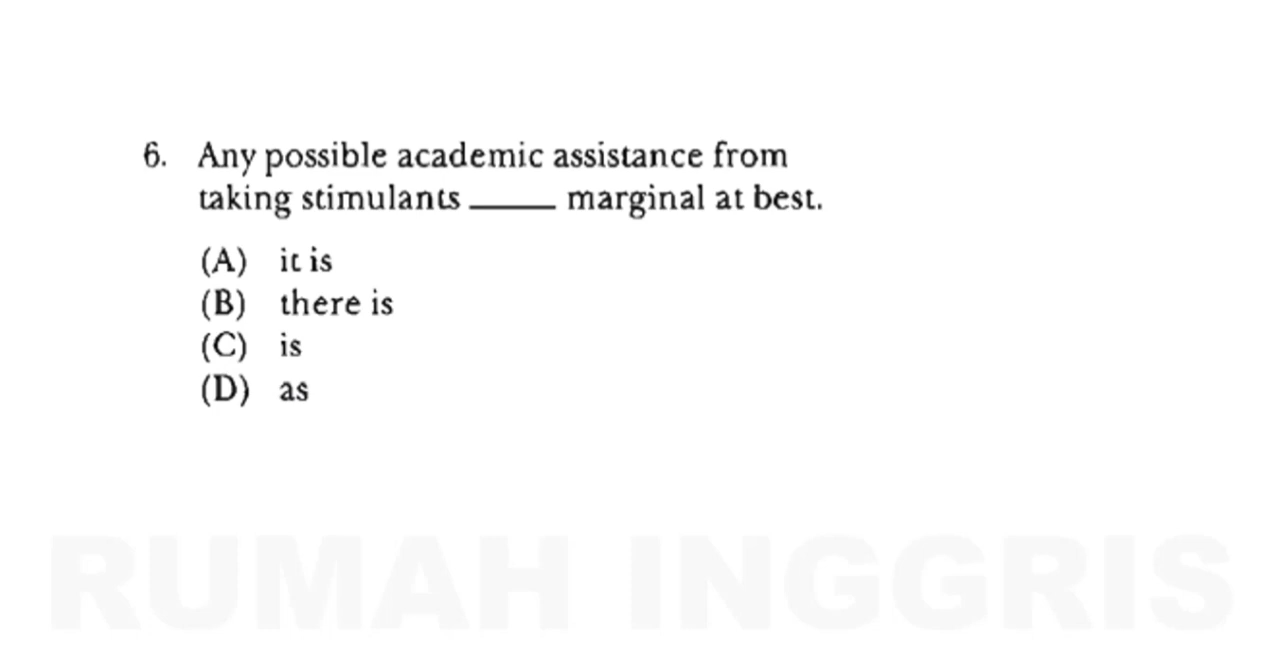 6. Any possible academic assistance from
taking stimulants _____ marginal at best.
(A) it is
(B) there is
(C) is
(D) as
RUMAH INGGRIS